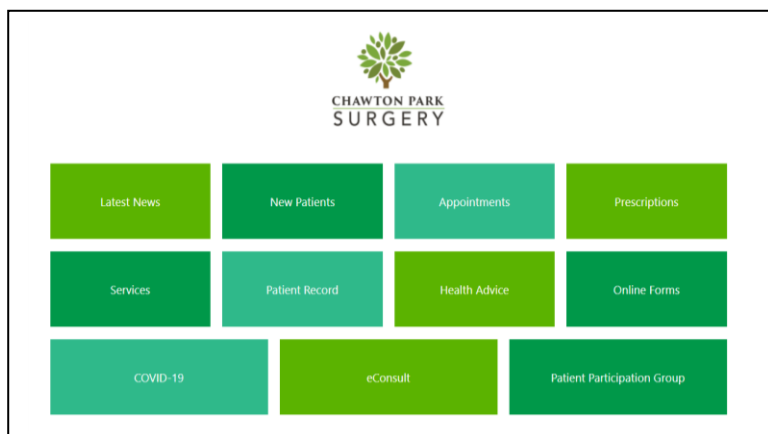 CHAWTON PARK
SURGERY
Latest News
New Patients
Appointments
Prescriptions
Services
Patient Record
Health Advice
Online Forms
COVID-19
eConsult
Patient Participation Group